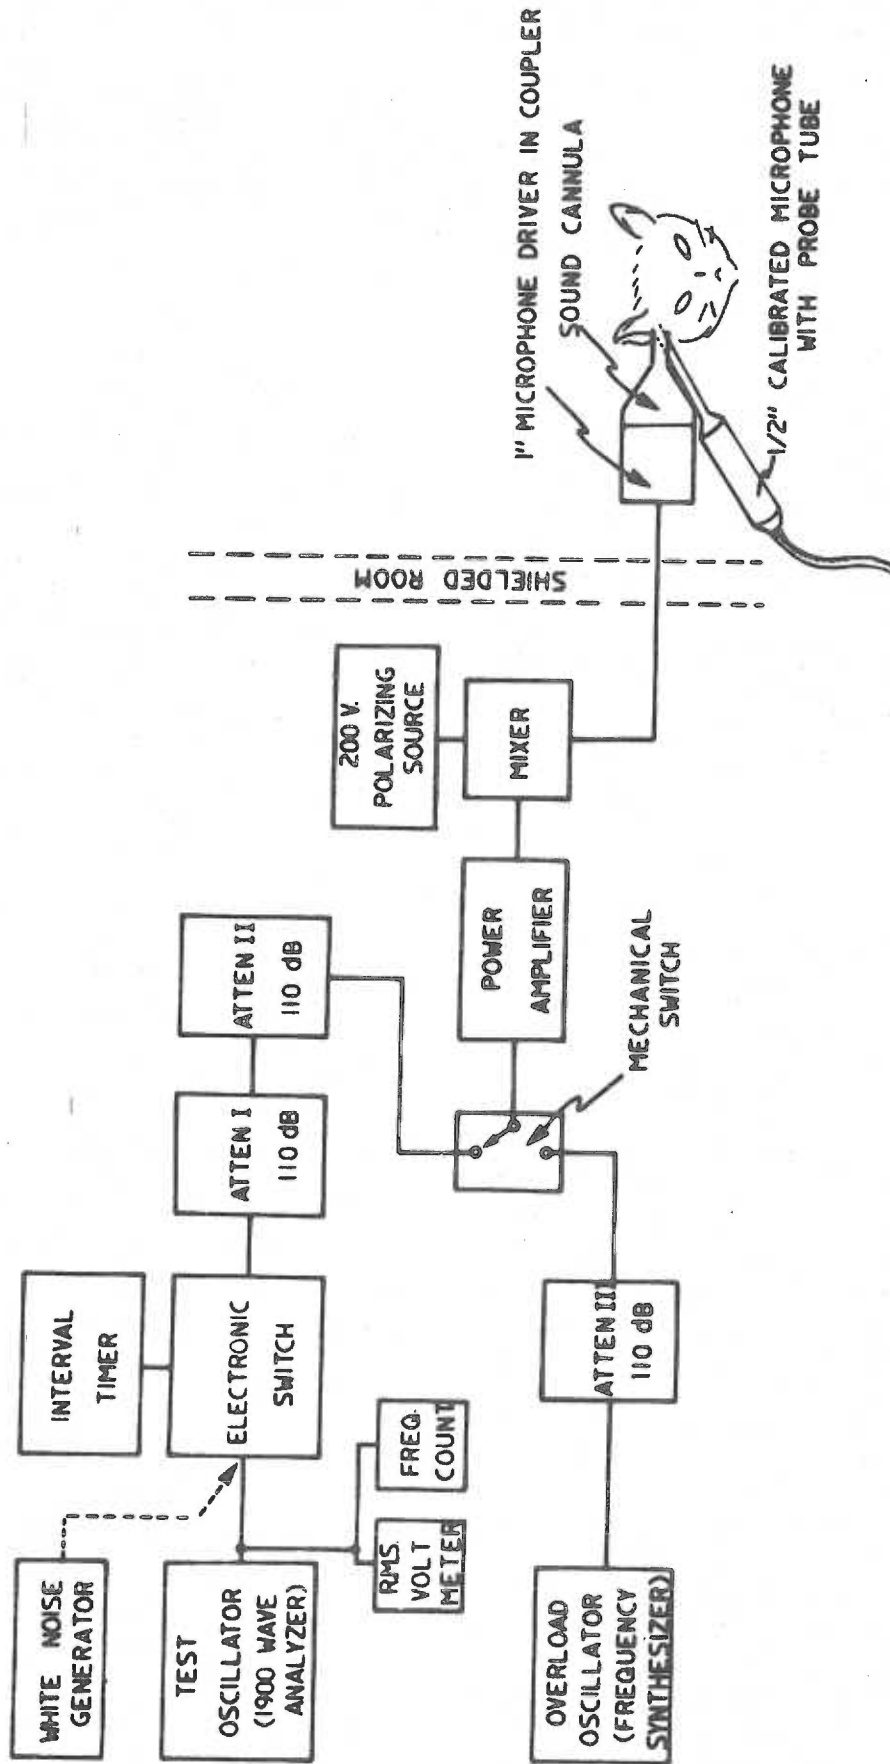 WHITE NOISE
GENERATOR
INTERVAL
TIMER
TEST
OSCILLATOR
(1900 WAVE
ANALYZER)
ELECTRONIC
SWITCH
ATTEN I
110 dB
ATTEN II
110 dB
RMS.
VOLT
METER
FREQ-
COUNT
200 V.
POLARIZING
SOURCE
POWER
AMPLIFIER
MIXER
MECHANICAL
SWITCH
OVERLOAD
OSCILLATOR
(FREQUENCY
SYNTHESIZER)
ATTEN III
110 dB
SHIELDED ROOM
1" MICROPHONE DRIVER IN COUPLER
SOUND CANNULA
1/2" CALIBRATED MICROPHONE
WITH PROBE TUBE